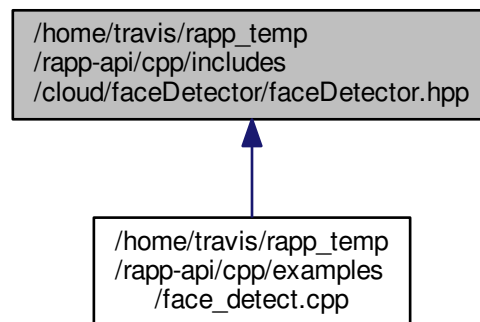 /home/travis/rapp_temp
/rapp-api/cpp/includes
/cloud/faceDetector/faceDetector.hpp
/home/travis/rapp_temp
/rapp-api/cpp/examples
/face_detect.cpp